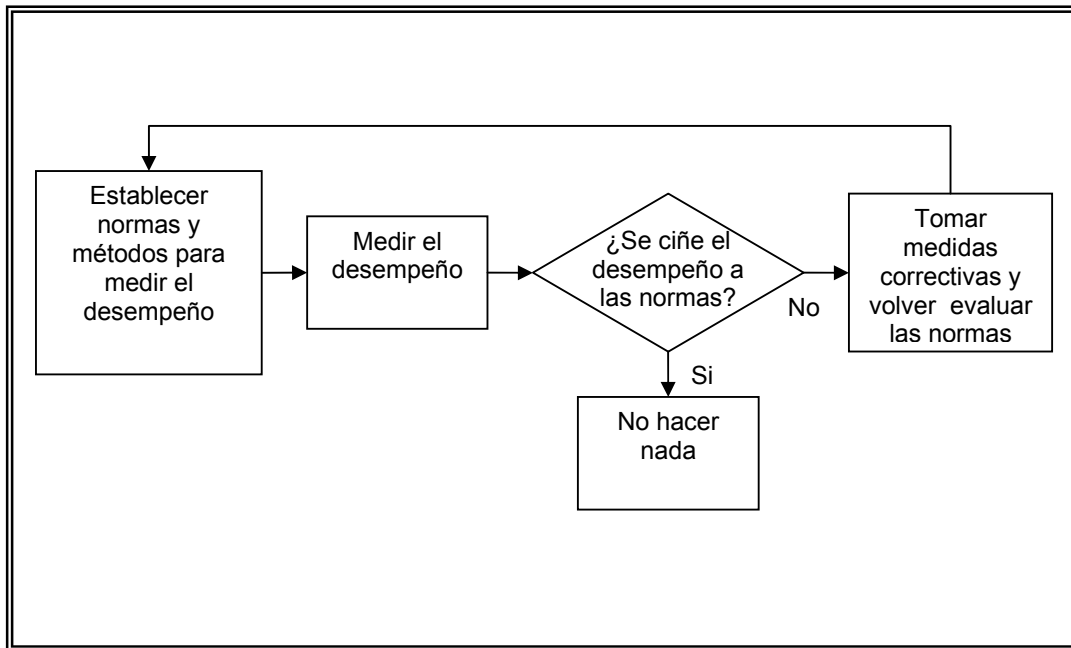 Establecer
normas y
métodos para
medir el
desempeño
Medir el
desempeño
¿Se ciñe el
desempeño a
las normas?
No
Tomar
medidas
correctivas y
volver evaluar
las normas
Si
No hacer
nada